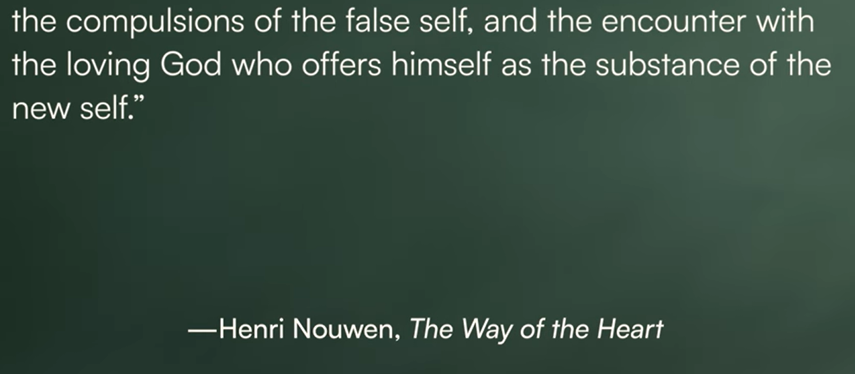 the compulsions of the false self, and the encounter with
the loving God who offers himself as the substance of the
new self.”
—Henri Nouwen, The Way of the Heart